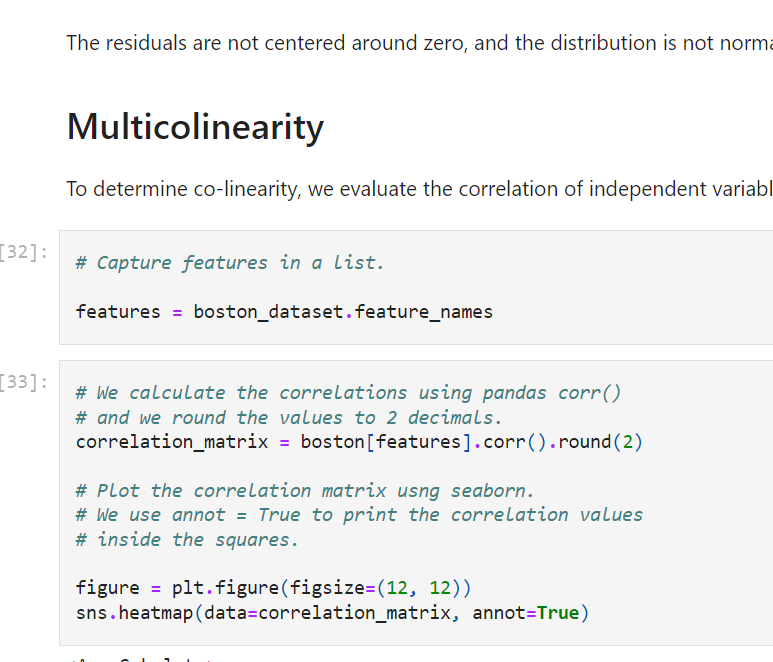 The residuals are not centered around zero, and the distribution is not norma
Multicolinearity
To determine co-linearity, we evaluate the correlation of independent variabl
[32]:
# Capture features in a list.
features = boston_dataset.feature_names
[33]:
# We calculate the correlations using pandas corr()
# and we round the values to 2 decimals.
correlation_matrix = boston[features].corr().round(2)
# Plot the correlation matrix usng seaborn.
# We use annot = True to print the correlation values
# inside the squares.
figure = plt.figure(figsize=(12, 12))
sns.heatmap(data=correlation_matrix, annot=True)